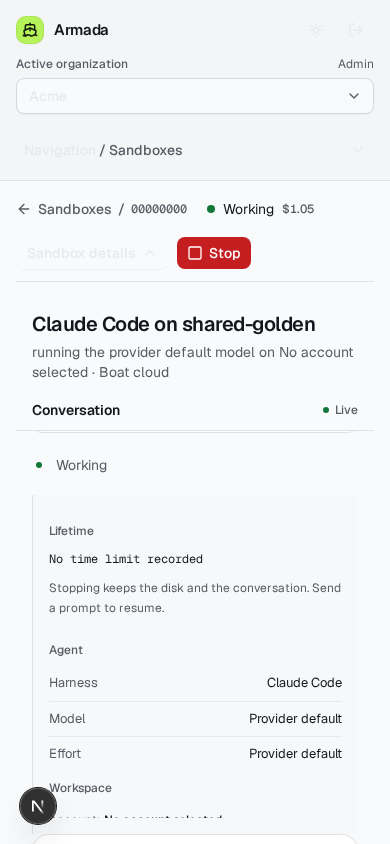 Armada
Active organization
Admin
Acme
Navigation / Sandboxes
Sandboxes / 00000000
Working $1.05
Sandbox details
Stop
Claude Code on shared-golden
running the provider default model on No account
selected · Boat cloud
Conversation
Live
Working
Lifetime
No time limit recorded
Stopping keeps the disk and the conversation. Send
a prompt to resume.
Agent
Harness
Claude Code
Model
Provider default
Effort
Provider default
Workspace
N